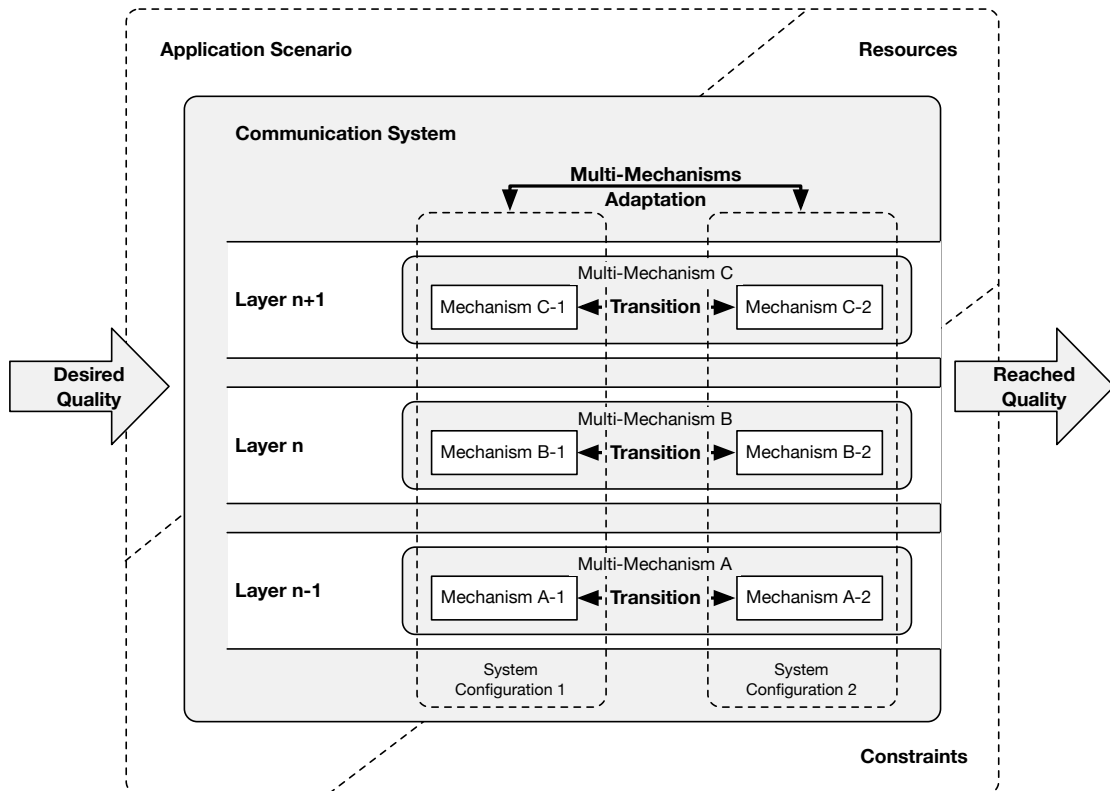 Application Scenario
Resources
Communication System
Multi-Mechanisms
Adaptation
Multi-Mechanism C
Layer n+1
Mechanism C-1
Transition
Mechanism C-2
Desired
Quality
Reached
Quality
Multi-Mechanism B
Layer n
Mechanism B-1
Transition
Mechanism B-2
Multi-Mechanism A
Layer n-1
Mechanism A-1
Transition
Mechanism A-2
System
Configuration 1
System
Configuration 2
Constraints